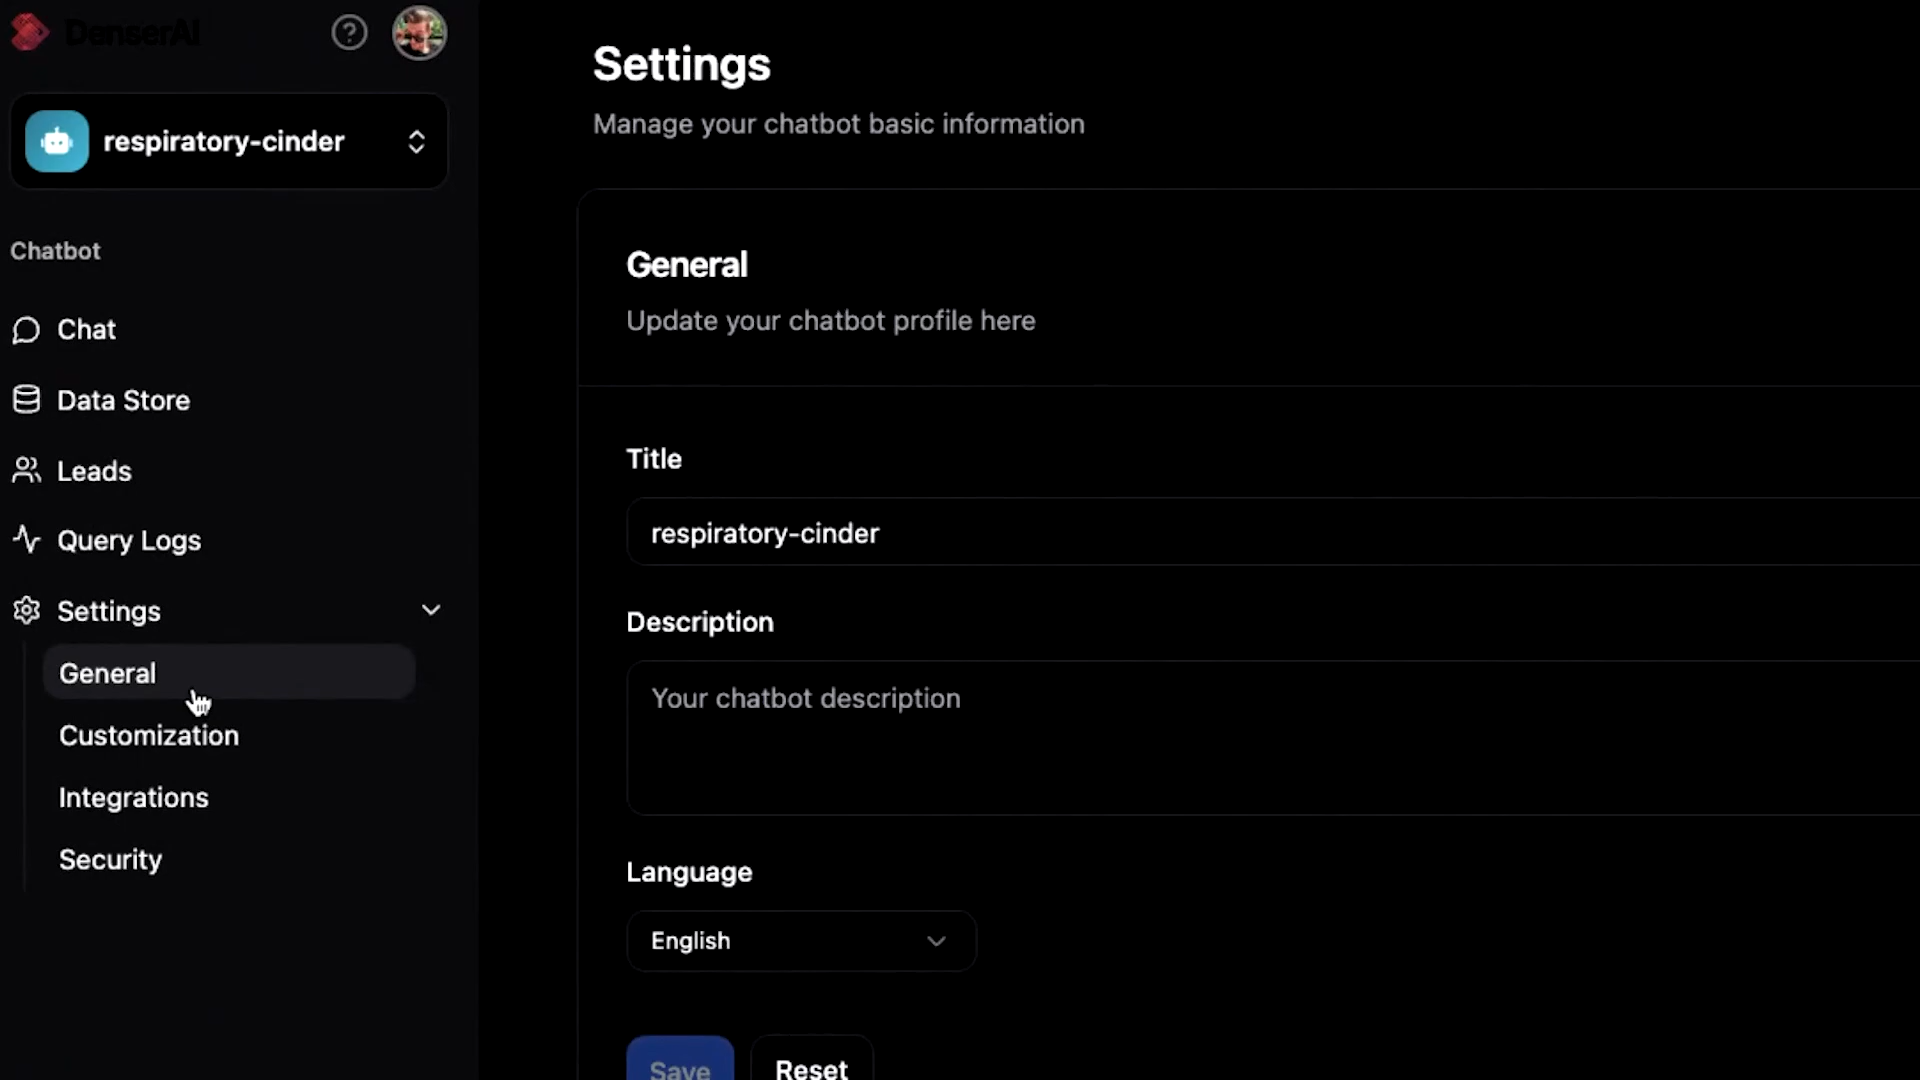 DenserAI
respiratory-cinder
Chatbot
Chat
Data Store
Leads
Query Logs
Settings
General
Customization
Integrations
Security
Settings
Manage your chatbot basic information
General
Update your chatbot profile here
Title
respiratory-cinder
Description
Your chatbot description
Language
English
Save
Reset